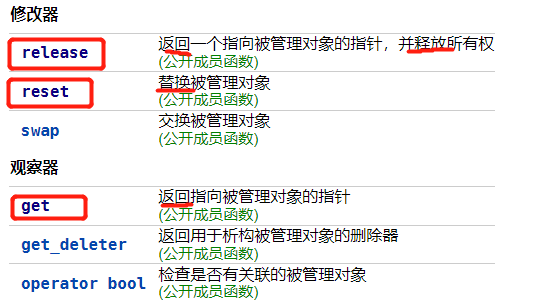 修改器
release 返回一个指向被管理对象的指针，并释放所有权
(公开成员函数)
reset 替换被管理对象
(公开成员函数)
swap 交换被管理对象
(公开成员函数)
观察器
get 返回指向被管理对象的指针
(公开成员函数)
get_deleter 返回用于析构被管理对象的删除器
(公开成员函数)
operator bool 检查是否有关联的被管理对象
(公开成员函数)